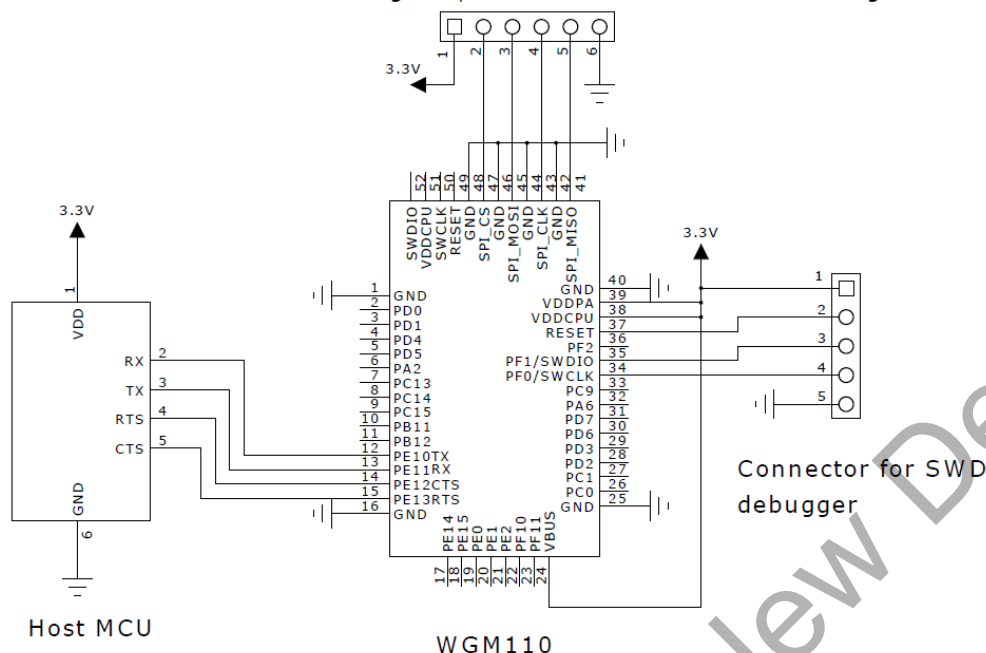 1
2
3
4
5
6
3.3V
52
51
50
49
48
47
46
45
44
43
42
41
SWDIO
VDDCPU
SWCLK
RESET
GND
SPI_CS
GND
SPI_MOSI
GND
SPI_CLK
GND
SPI_MISO
3.3V
1
VDD
RX 2
TX 3
RTS 4
CTS 5
GND
6
Host MCU
1 GND
2 PD0
3 PD1
4 PD4
5 PD5
6 PA2
7 PC13
8 PC14
9 PC15
10 PB11
11 PB12
12 PE10TX
13 PE11RX
14 PE12CTS
15 PE13RTS
16 GND
GND 40
VDDPA 39
VDDCPU 38
RESET 37
PF2 36
PF1/SWDIO 35
PF0/SWCLK 34
PC9 33
PA6 32
PD7 31
PD6 30
PD3 29
PD2 28
PC1 27
PC0 26
GND 25
PE14
PE15
PE0
PE1
PE2
PF10
PF11
VBUS
17
18
19
20
21
22
23
24
WGM110
3.3V
1
2
3
4
5
Connector for SWD
debugger